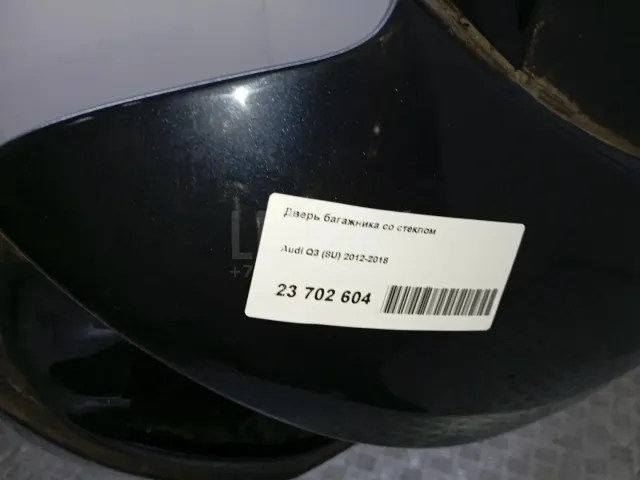 Дверь багажника со стеклом
Audi Q3 (8U) 2012-2018
23 702 604